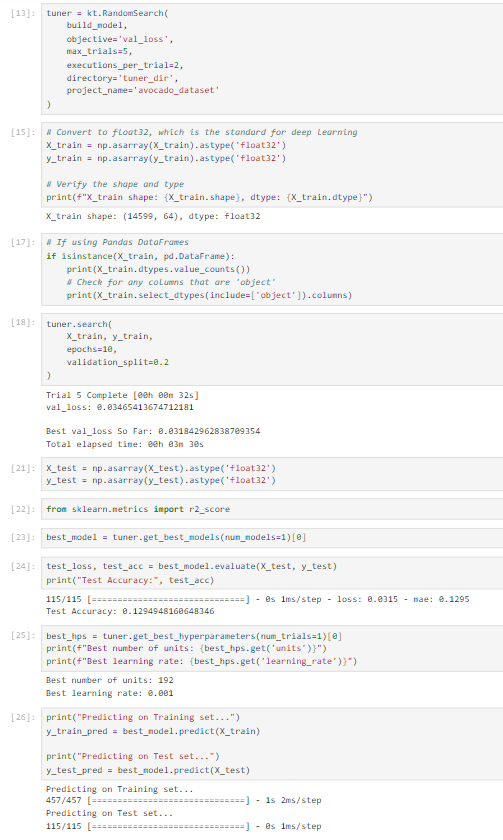 [13]: tuner = kt.RandomSearch(
    build_model,
    objective='val_loss',
    max_trials=5,
    executions_per_trial=2,
    directory='tuner_dir',
    project_name='avocado_dataset'
)
[15]: # Convert to float32, which is the standard for deep learning
X_train = np.asarray(X_train).astype('float32')
y_train = np.asarray(y_train).astype('float32')

# Verify the shape and type
print(f"X_train shape: {X_train.shape}, dtype: {X_train.dtype}")
X_train shape: (14599, 64), dtype: float32
[17]: # If using Pandas DataFrames
if isinstance(X_train, pd.DataFrame):
    print(X_train.dtypes.value_counts())
    # Check for any columns that are 'object'
    print(X_train.select_dtypes(include=['object']).columns)
[18]: tuner.search(
    X_train, y_train,
    epochs=10,
    validation_split=0.2
)
Trial 5 Complete [00h 00m 32s]
val_loss: 0.03465413674712181

Best val_loss So Far: 0.031842962838709354
Total elapsed time: 00h 03m 30s
[21]: X_test = np.asarray(X_test).astype('float32')
y_test = np.asarray(y_test).astype('float32')
[22]: from sklearn.metrics import r2_score
[23]: best_model = tuner.get_best_models(num_models=1)[0]
[24]: test_loss, test_acc = best_model.evaluate(X_test, y_test)
print("Test Accuracy:", test_acc)
115/115 [==============================] - 0s 1ms/step - loss: 0.0315 - mae: 0.1295
Test Accuracy: 0.1294948160648346
[25]: best_hps = tuner.get_best_hyperparameters(num_trials=1)[0]
print(f"Best number of units: {best_hps.get('units')}")
print(f"Best learning rate: {best_hps.get('learning_rate')}")
Best number of units: 192
Best learning rate: 0.001
[26]: print("Predicting on Training set...")
y_train_pred = best_model.predict(X_train)

print("Predicting on Test set...")
y_test_pred = best_model.predict(X_test)
Predicting on Training set...
457/457 [==============================] - 1s 2ms/step
Predicting on Test set...
115/115 [==============================] - 0s 1ms/step